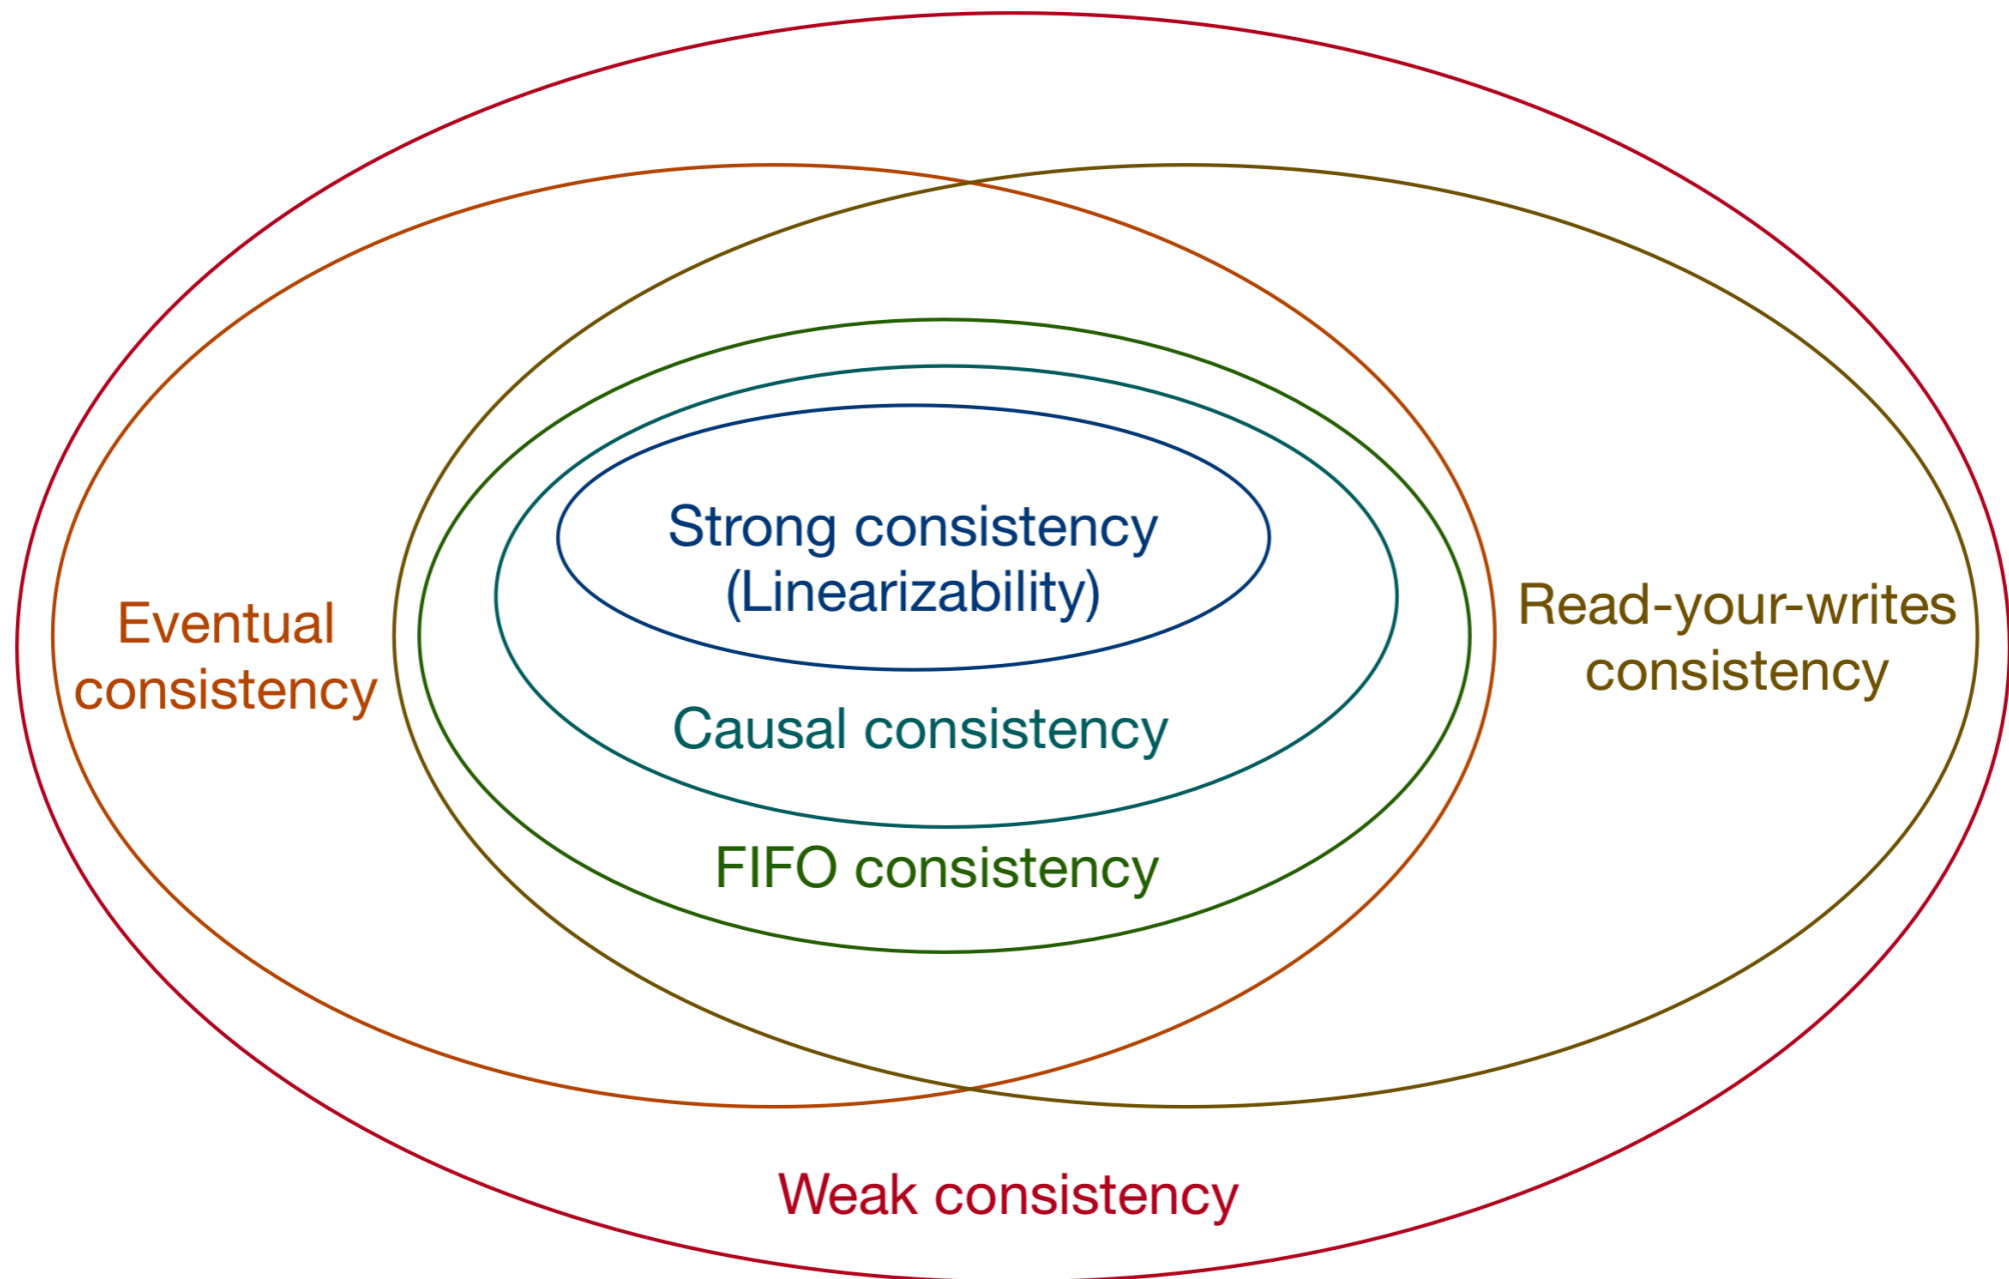 Strong consistency
(Linearizability)
Eventual
consistency
Read-your-writes
consistency
Causal consistency
FIFO consistency
Weak consistency